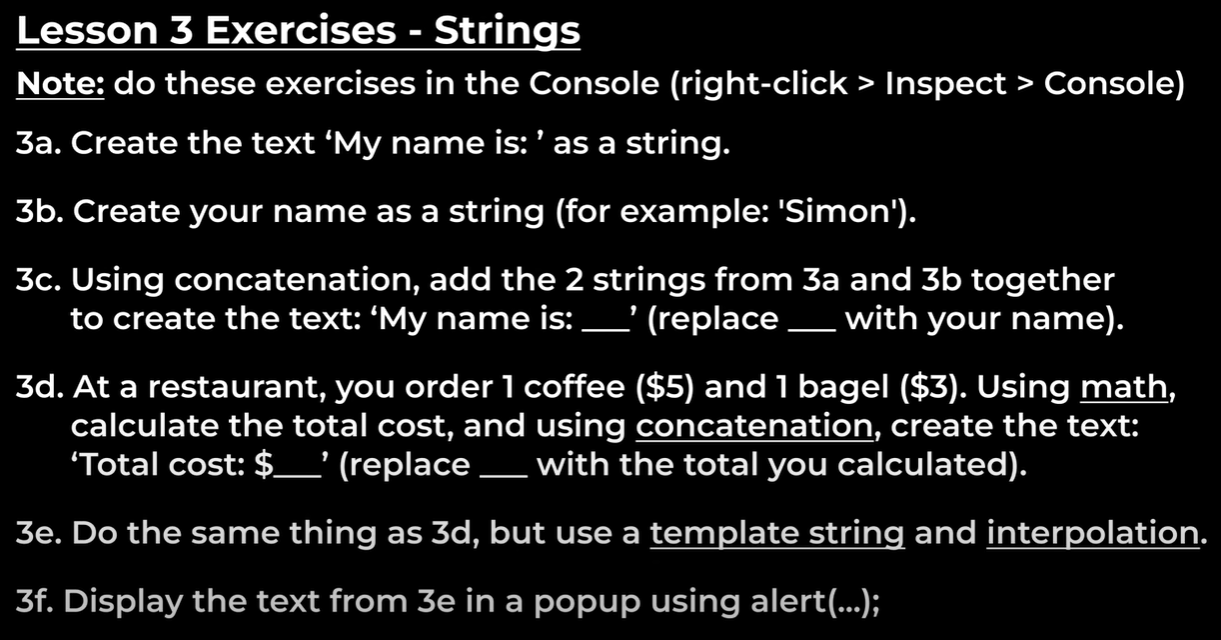 Lesson 3 Exercises - Strings
Note: do these exercises in the Console (right-click > Inspect > Console)
3a. Create the text ‘My name is: ’ as a string.
3b. Create your name as a string (for example: 'Simon').
3c. Using concatenation, add the 2 strings from 3a and 3b together
to create the text: ‘My name is: ___’ (replace ___ with your name).
3d. At a restaurant, you order 1 coffee ($5) and 1 bagel ($3). Using math,
calculate the total cost, and using concatenation, create the text:
‘Total cost: $___’ (replace ___ with the total you calculated).
3e. Do the same thing as 3d, but use a template string and interpolation.
3f. Display the text from 3e in a popup using alert(...);